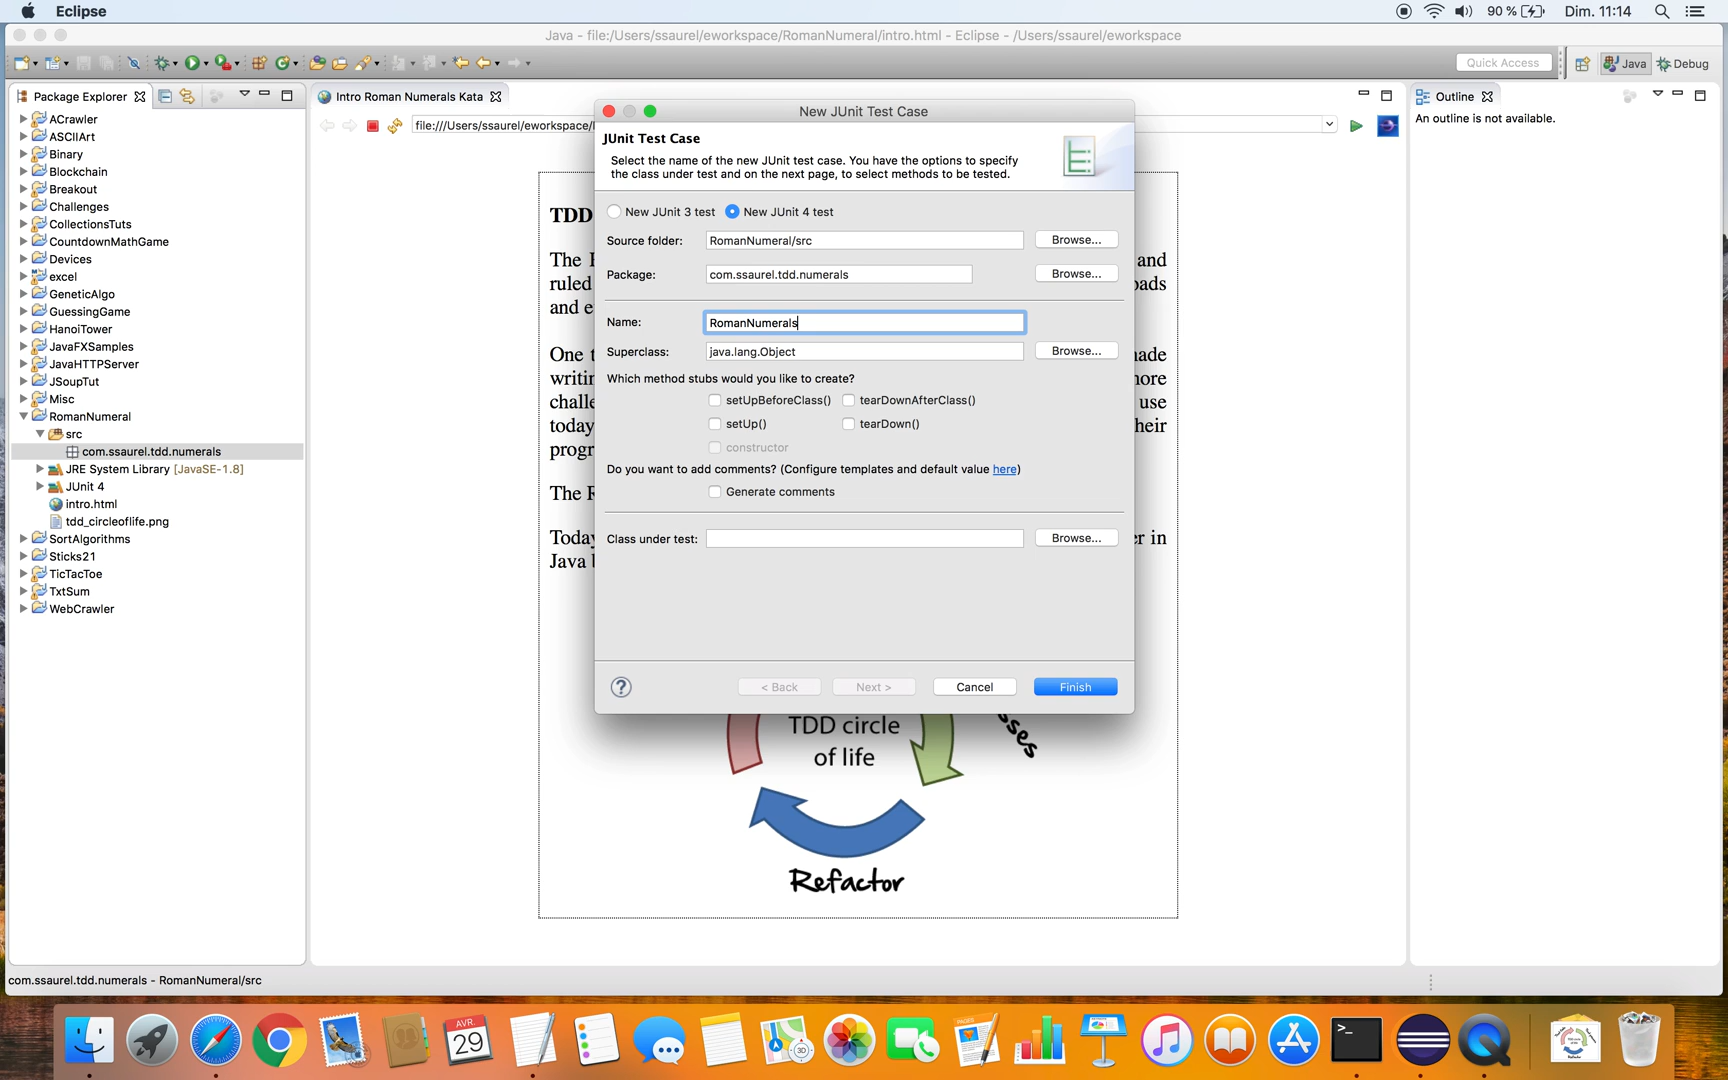 Eclipse
90 %
Dim. 11:14
Java - file:/Users/ssaurel/eworkspace/RomanNumeral/intro.html - Eclipse - /Users/ssaurel/eworkspace
Quick Access
Java
Debug
Package Explorer
Intro Roman Numerals Kata
Outline
file:///Users/ssaurel/eworkspace/
An outline is not available.
ACrawler
ASCIIArt
Binary
Blockchain
Breakout
Challenges
CollectionsTuts
CountdownMathGame
Devices
excel
GeneticAlgo
GuessingGame
HanoiTower
JavaFXSamples
JavaHTTPServer
JSoupTut
Misc
RomanNumeral
src
com.ssaurel.tdd.numerals
JRE System Library [JavaSE-1.8]
JUnit 4
intro.html
tdd_circleoflife.png
SortAlgorithms
Sticks21
TicTacToe
TxtSum
WebCrawler
New JUnit Test Case
JUnit Test Case
Select the name of the new JUnit test case. You have the options to specify
the class under test and on the next page, to select methods to be tested.
New JUnit 3 test
New JUnit 4 test
Source folder:
RomanNumeral/src
Browse...
Package:
com.ssaurel.tdd.numerals
Browse...
Name:
RomanNumerals
Superclass:
java.lang.Object
Browse...
Which method stubs would you like to create?
setUpBeforeClass()
tearDownAfterClass()
setUp()
tearDown()
constructor
Do you want to add comments? (Configure templates and default value here)
Generate comments
Class under test:
Browse...
?
< Back
Next >
Cancel
Finish
TDD
The
and
ruled
and
One
writin
use
today
The
Today
in
Java
TDD circle
of life
Refactor
com.ssaurel.tdd.numerals - RomanNumeral/src
AVR.
29
3D
PAGES
>_
Refactor